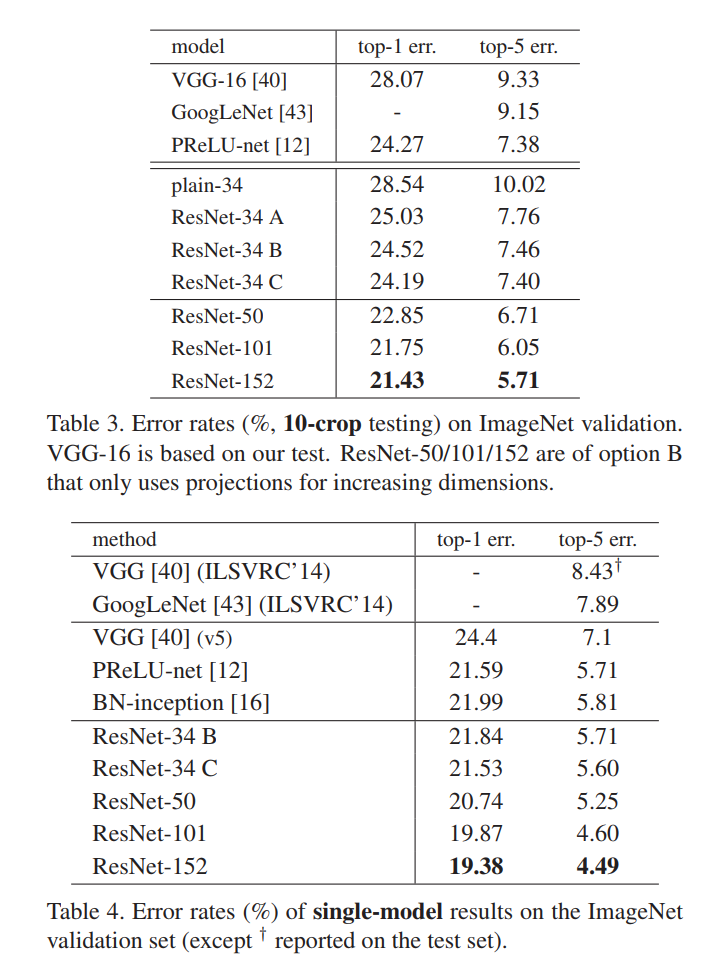 model top-1 err. top-5 err.
VGG-16 [40] 28.07 9.33
GoogLeNet [43] - 9.15
PReLU-net [12] 24.27 7.38
plain-34 28.54 10.02
ResNet-34 A 25.03 7.76
ResNet-34 B 24.52 7.46
ResNet-34 C 24.19 7.40
ResNet-50 22.85 6.71
ResNet-101 21.75 6.05
ResNet-152 21.43 5.71
Table 3. Error rates (%, 10-crop testing) on ImageNet validation.
VGG-16 is based on our test. ResNet-50/101/152 are of option B
that only uses projections for increasing dimensions.
method top-1 err. top-5 err.
VGG [40] (ILSVRC’14) - 8.43†
GoogLeNet [43] (ILSVRC’14) - 7.89
VGG [40] (v5) 24.4 7.1
PReLU-net [12] 21.59 5.71
BN-inception [16] 21.99 5.81
ResNet-34 B 21.84 5.71
ResNet-34 C 21.53 5.60
ResNet-50 20.74 5.25
ResNet-101 19.87 4.60
ResNet-152 19.38 4.49
Table 4. Error rates (%) of single-model results on the ImageNet
validation set (except † reported on the test set).